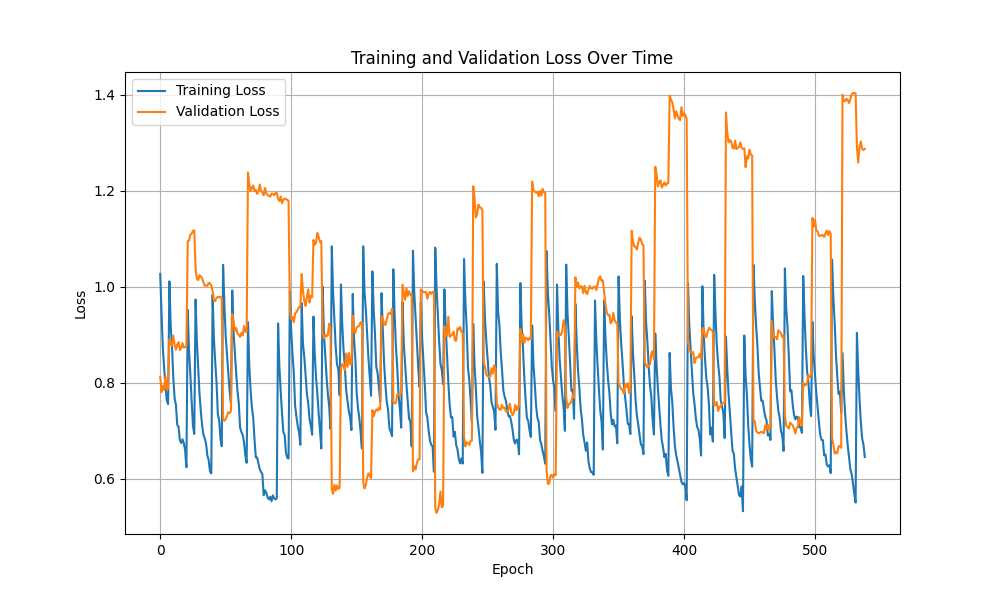 Training and Validation Loss Over Time
Training Loss
Validation Loss
1.4
1.2
1.0
0.8
0.6
Loss
0
100
200
300
400
500
Epoch